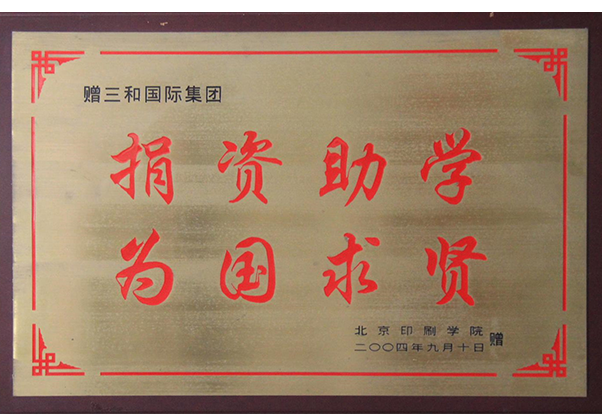 赠三和国际集团
捐资助学
为国求贤
北京印刷学院
二〇〇四年九月十日
赠